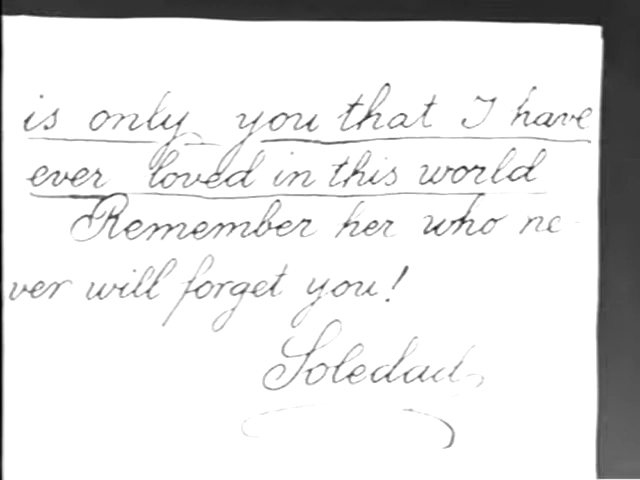 is only you that I have
ever loved in this world
Remember her who ne-
ver will forget you!
Soledad